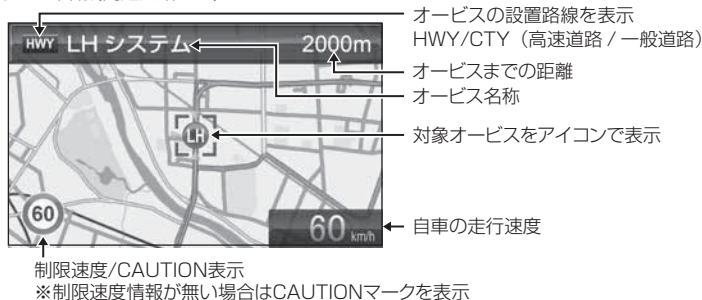 オービスの設置路線を表示
HWY/CTY（高速道路 / 一般道路）
HWY LH システム 2000m
オービスまでの距離
オービス名称
LH
対象オービスをアイコンで表示
60
60 km/h
自車の走行速度
制限速度/CAUTION表示
※制限速度情報が無い場合はCAUTIONマークを表示